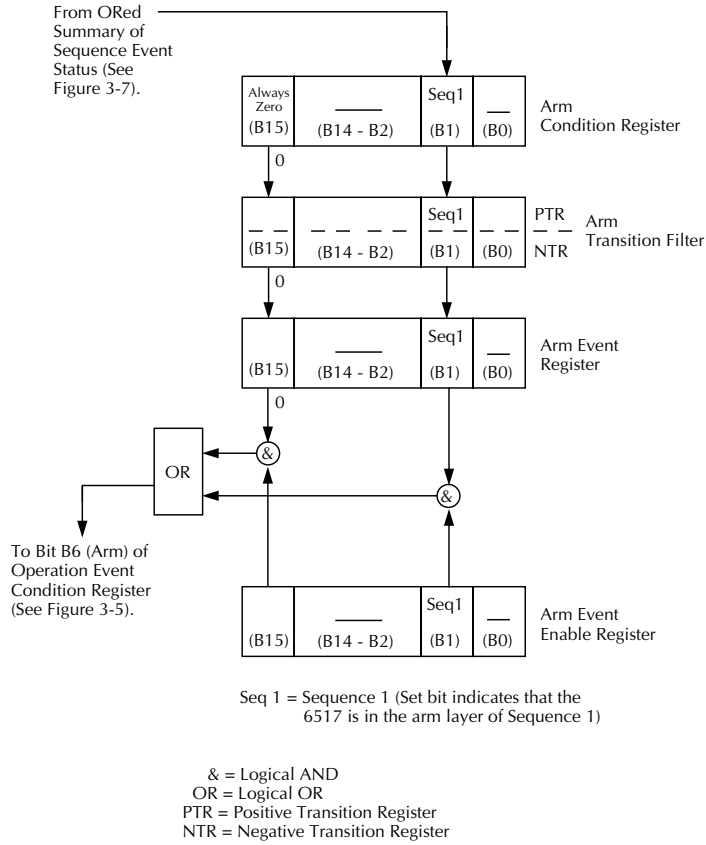 From ORed
Summary of
Sequence Event
Status (See
Figure 3-7).
Always
Zero
(B15)
(B14 - B2)
Seq1
(B1)
(B0)
Arm
Condition Register
0
(B15)
(B14 - B2)
Seq1
(B1)
(B0)
PTR
NTR
Arm
Transition Filter
0
(B15)
(B14 - B2)
Seq1
(B1)
(B0)
Arm Event
Register
0
&
OR
&
To Bit B6 (Arm) of
Operation Event
Condition Register
(See Figure 3-5).
(B15)
(B14 - B2)
Seq1
(B1)
(B0)
Arm Event
Enable Register
Seq 1 = Sequence 1 (Set bit indicates that the
6517 is in the arm layer of Sequence 1)
& = Logical AND
OR = Logical OR
PTR = Positive Transition Register
NTR = Negative Transition Register